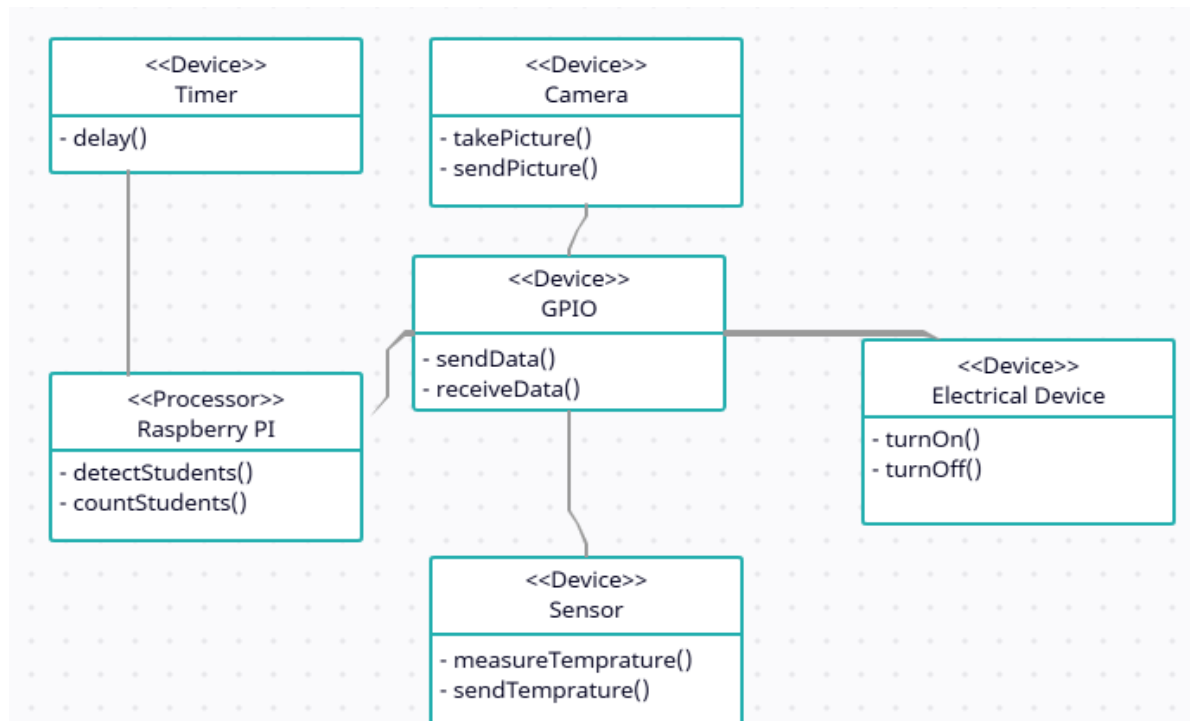 <<Device>>
Timer
- delay()
<<Device>>
Camera
- takePicture()
- sendPicture()
<<Device>>
GPIO
- sendData()
- receiveData()
<<Device>>
Electrical Device
- turnOn()
- turnOff()
<<Processor>>
Raspberry PI
- detectStudents()
- countStudents()
<<Device>>
Sensor
- measureTemprature()
- sendTemprature()